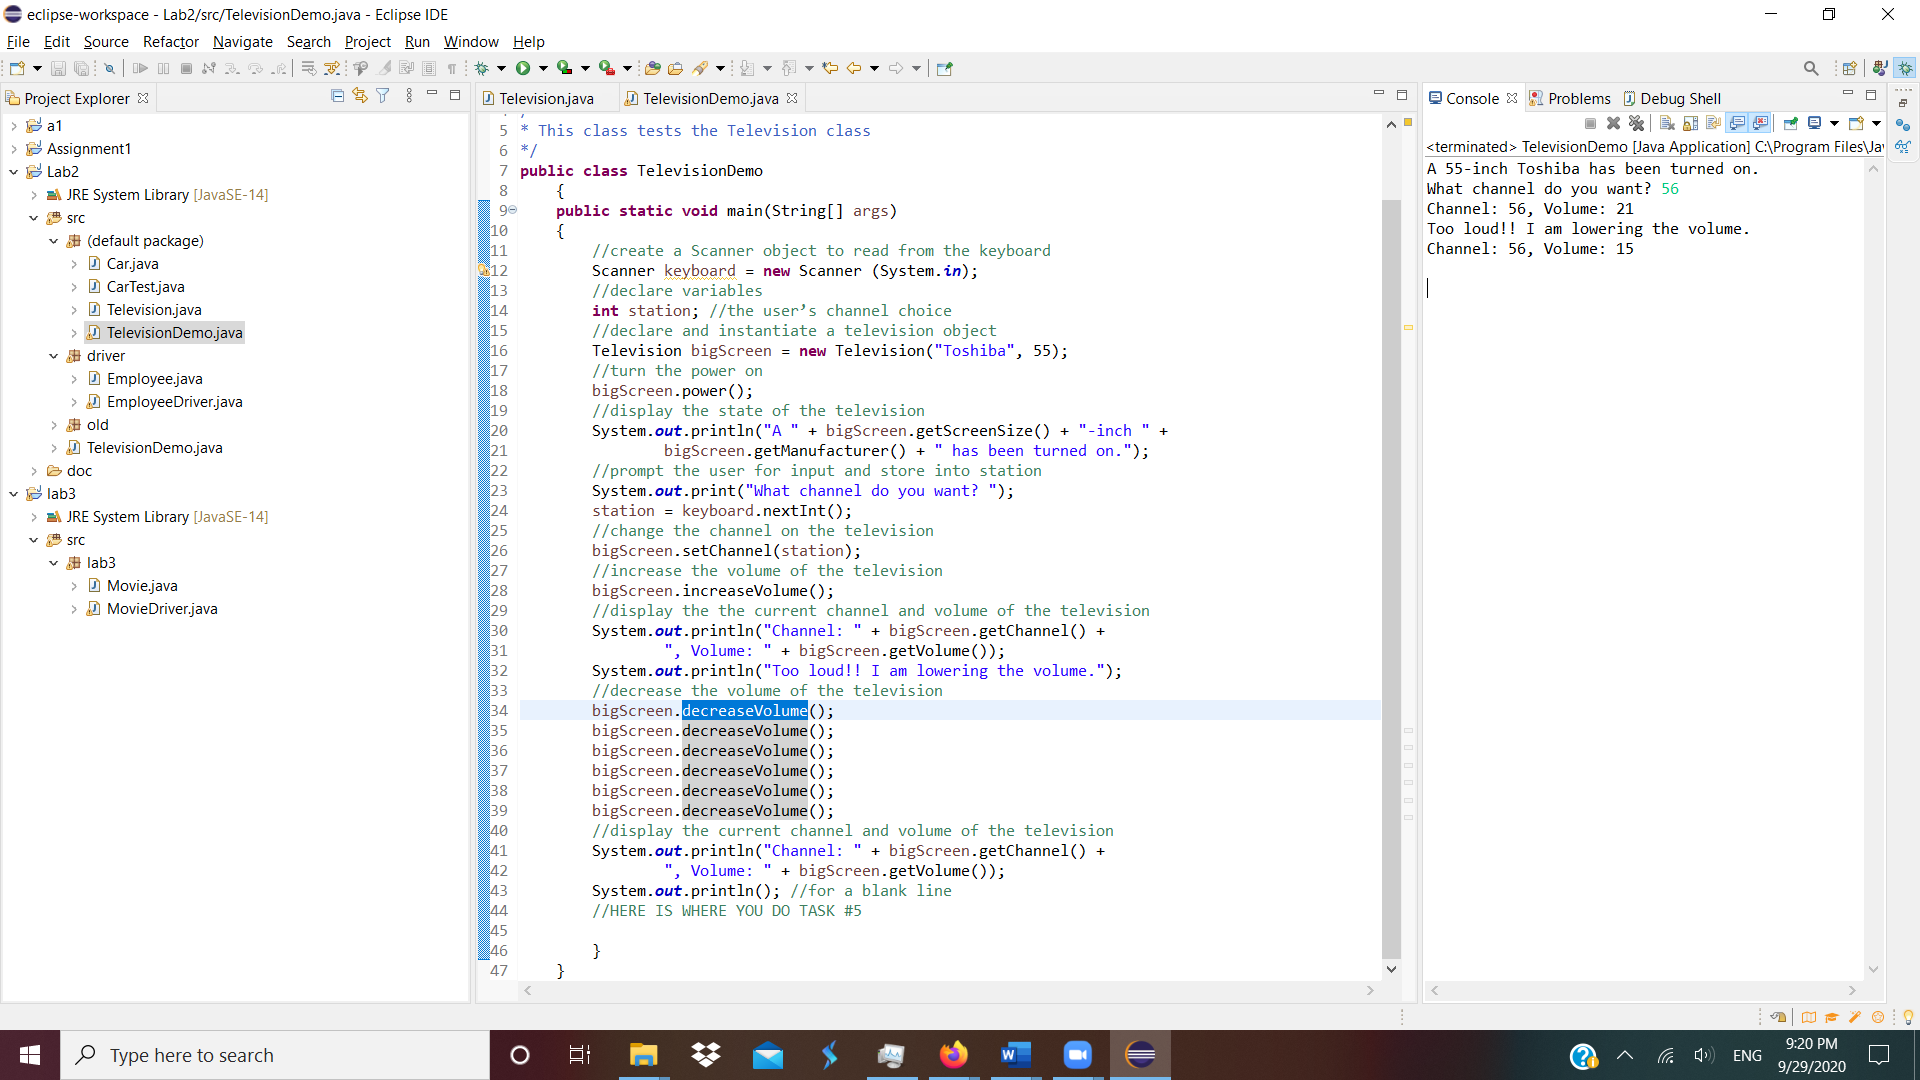 eclipse-workspace - Lab2/src/TelevisionDemo.java - Eclipse IDE
File Edit Source Refactor Navigate Search Project Run Window Help
Project Explorer
a1
Assignment1
Lab2
JRE System Library [JavaSE-14]
src
(default package)
Car.java
CarTest.java
Television.java
TelevisionDemo.java
driver
Employee.java
EmployeeDriver.java
old
TelevisionDemo.java
doc
lab3
JRE System Library [JavaSE-14]
src
lab3
Movie.java
MovieDriver.java
Television.java TelevisionDemo.java
5 * This class tests the Television class
6 */
7 public class TelevisionDemo
8 {
9 public static void main(String[] args)
10 {
11 //create a Scanner object to read from the keyboard
12 Scanner keyboard = new Scanner (System.in);
13 //declare variables
14 int station; //the user’s channel choice
15 //declare and instantiate a television object
16 Television bigScreen = new Television("Toshiba", 55);
17 //turn the power on
18 bigScreen.power();
19 //display the state of the television
20 System.out.println("A " + bigScreen.getScreenSize() + "-inch " +
21 bigScreen.getManufacturer() + " has been turned on.");
22 //prompt the user for input and store into station
23 System.out.print("What channel do you want? ");
24 station = keyboard.nextInt();
25 //change the channel on the television
26 bigScreen.setChannel(station);
27 //increase the volume of the television
28 bigScreen.increaseVolume();
29 //display the the current channel and volume of the television
30 System.out.println("Channel: " + bigScreen.getChannel() +
31 ", Volume: " + bigScreen.getVolume());
32 System.out.println("Too loud!! I am lowering the volume.");
33 //decrease the volume of the television
34 bigScreen.decreaseVolume();
35 bigScreen.decreaseVolume();
36 bigScreen.decreaseVolume();
37 bigScreen.decreaseVolume();
38 bigScreen.decreaseVolume();
39 bigScreen.decreaseVolume();
40 //display the current channel and volume of the television
41 System.out.println("Channel: " + bigScreen.getChannel() +
42 ", Volume: " + bigScreen.getVolume());
43 System.out.println(); //for a blank line
44 //HERE IS WHERE YOU DO TASK #5
45
46 }
47 }
Console Problems Debug Shell
<terminated> TelevisionDemo [Java Application] C:\Program Files\Jav
A 55-inch Toshiba has been turned on.
What channel do you want? 56
Channel: 56, Volume: 21
Too loud!! I am lowering the volume.
Channel: 56, Volume: 15
Type here to search
ENG
9:20 PM
9/29/2020